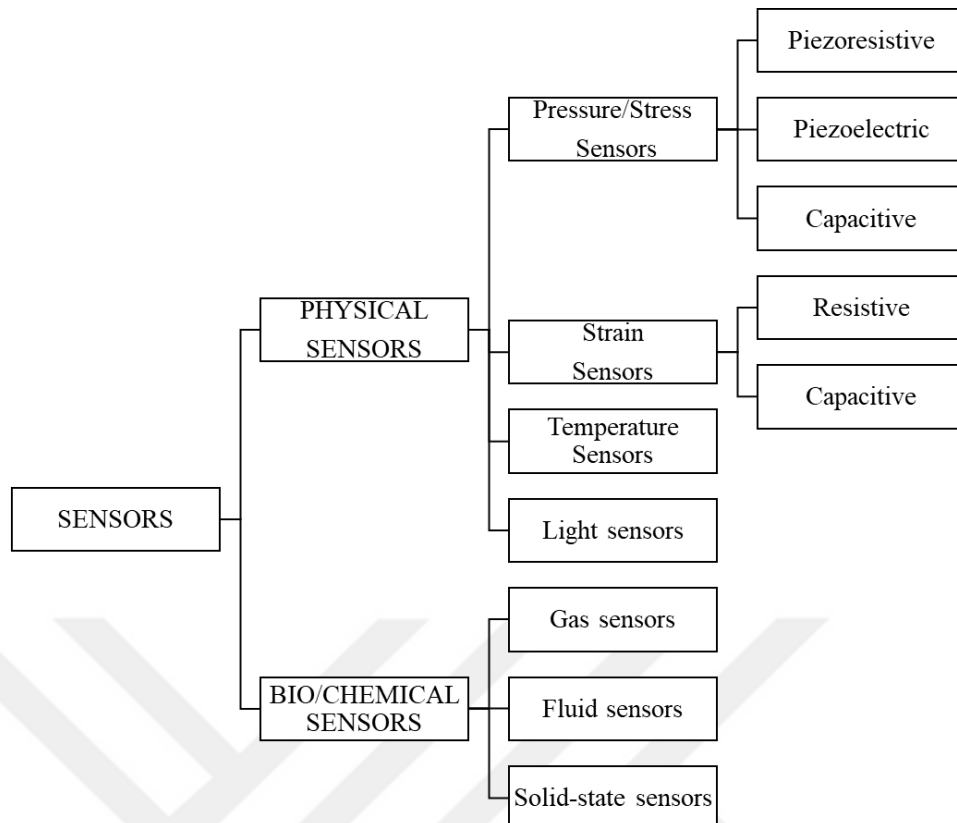 SENSORS
PHYSICAL
SENSORS
Pressure/Stress
Sensors
Piezoresistive
Piezoelectric
Capacitive
Strain
Sensors
Resistive
Capacitive
Temperature
Sensors
Light sensors
BIO/CHEMICAL
SENSORS
Gas sensors
Fluid sensors
Solid-state sensors